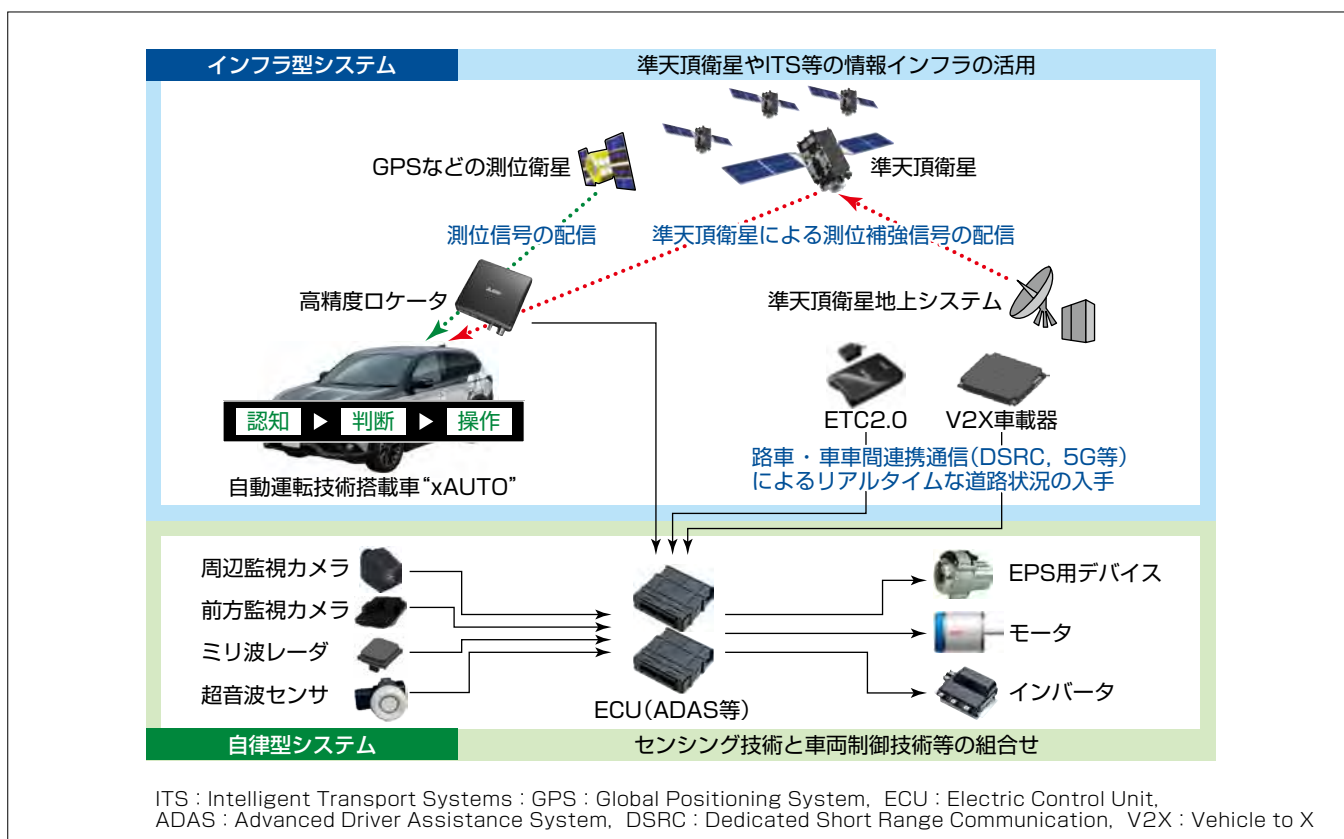 インフラ型システム
準天頂衛星やITS等の情報インフラの活用
GPSなどの測位衛星
準天頂衛星
測位信号の配信
準天頂衛星による測位補強信号の配信
高精度ロケータ
準天頂衛星地上システム
認知 ▶ 判断 ▶ 操作
ETC2.0
V2X車載器
自動運転技術搭載車“xAUTO”
路車・車車間連携通信(DSRC, 5G等)
によるリアルタイムな道路状況の入手
周辺監視カメラ
前方監視カメラ
ミリ波レーダ
超音波センサ
ECU(ADAS等)
EPS用デバイス
モータ
インバータ
自律型システム
センシング技術と車両制御技術等の組合せ
ITS : Intelligent Transport Systems : GPS : Global Positioning System, ECU : Electric Control Unit,
ADAS : Advanced Driver Assistance System, DSRC : Dedicated Short Range Communication, V2X : Vehicle to X